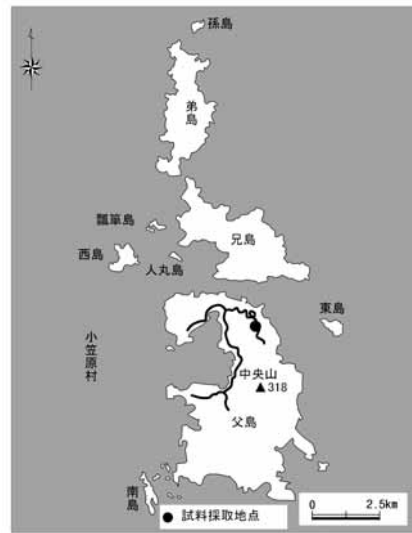 孫島
弟島
瓢箪島
兄島
西島
人丸島
東島
小笠原村
中央山
▲318
父島
南島
● 試料採取地点
0 2.5km